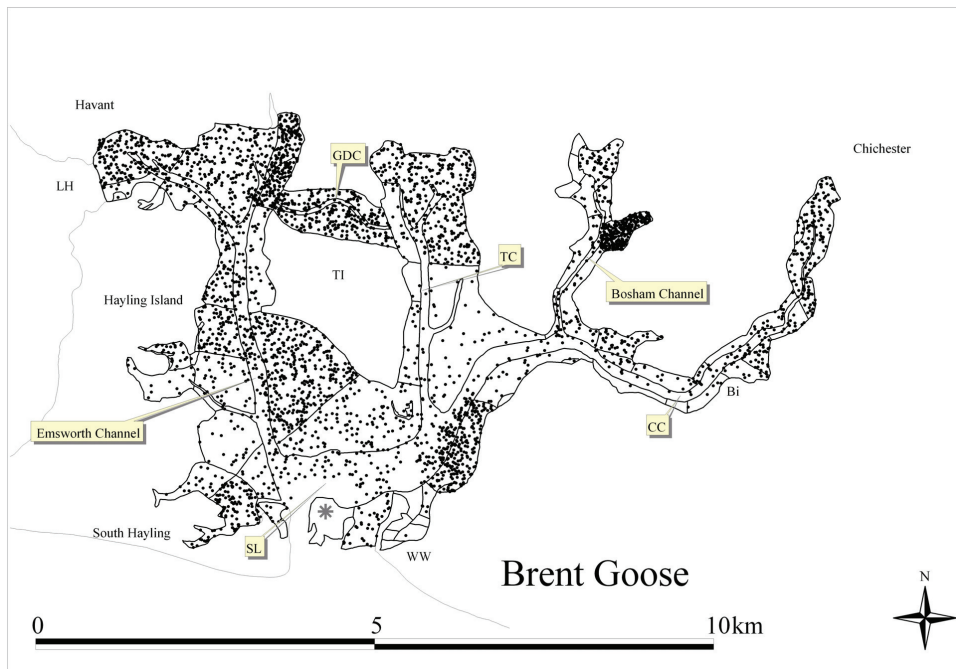 Havant
Chichester
GDC
LH
TC
TI
Bosham Channel
Hayling Island
Bi
CC
Emsworth Channel
South Hayling
SL
WW
Brent Goose
N
0
5
10km